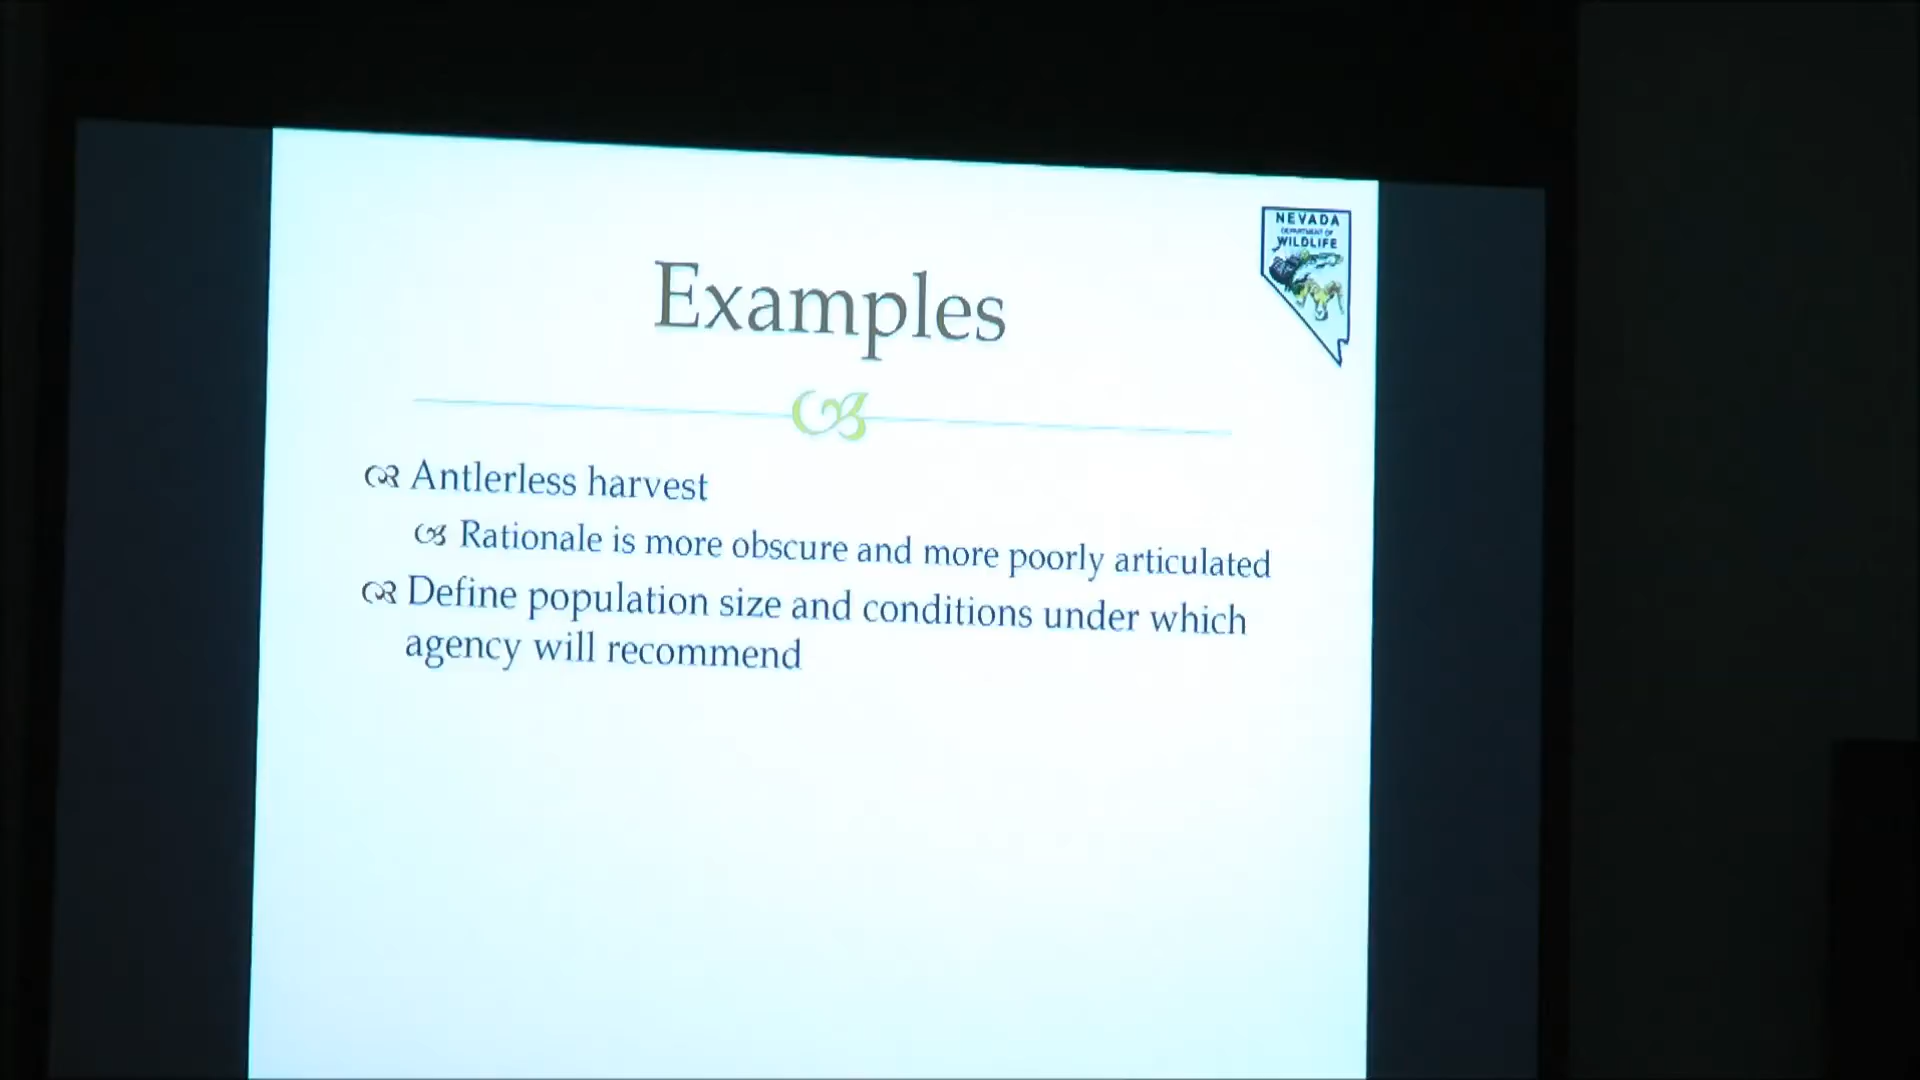 NEVADA
DEPARTMENT OF
WILDLIFE
Examples
Antlerless harvest
Rationale is more obscure and more poorly articulated
Define population size and conditions under which
agency will recommend